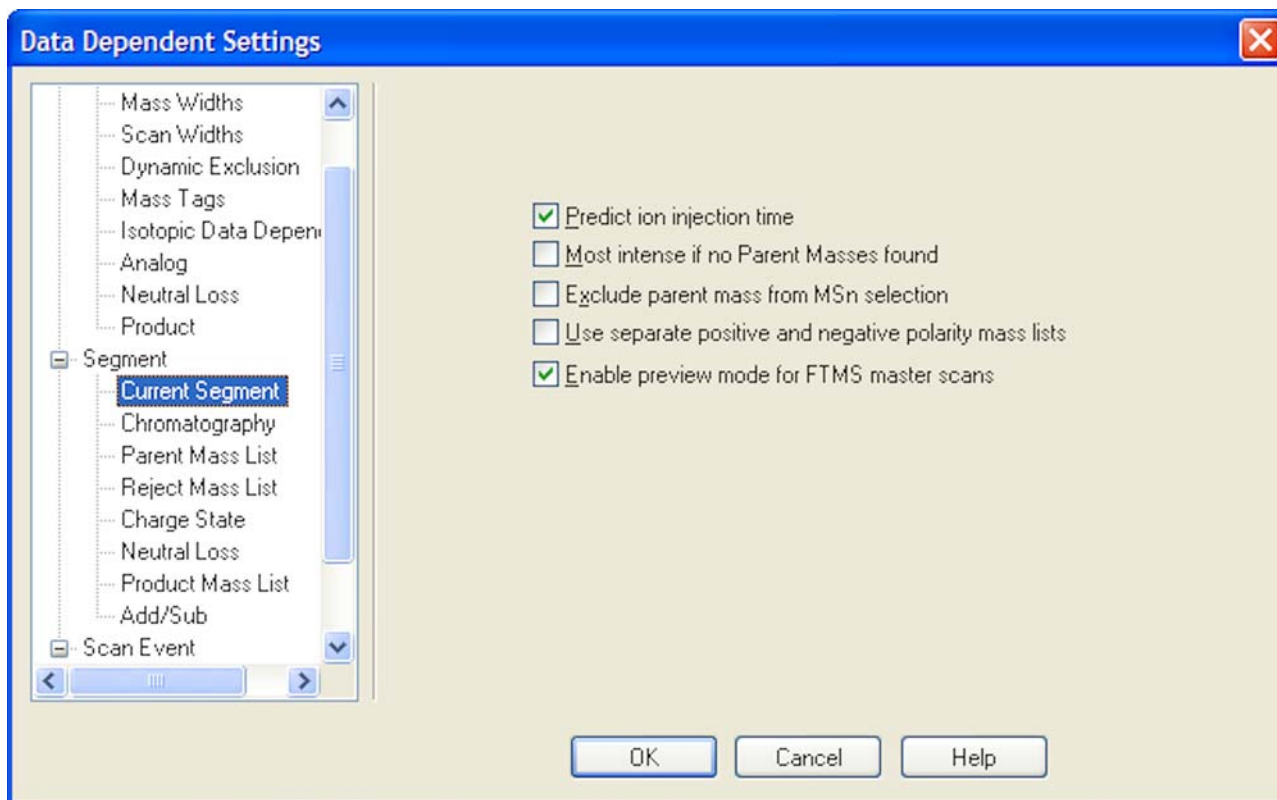 Data Dependent Settings
Mass Widths
Scan Widths
Dynamic Exclusion
Mass Tags
Isotopic Data Depen
Analog
Neutral Loss
Product
Segment
Current Segment
Chromatography
Parent Mass List
Reject Mass List
Charge State
Neutral Loss
Product Mass List
Add/Sub
Scan Event
Predict ion injection time
Most intense if no Parent Masses found
Exclude parent mass from MSn selection
Use separate positive and negative polarity mass lists
Enable preview mode for FTMS master scans
OK
Cancel
Help